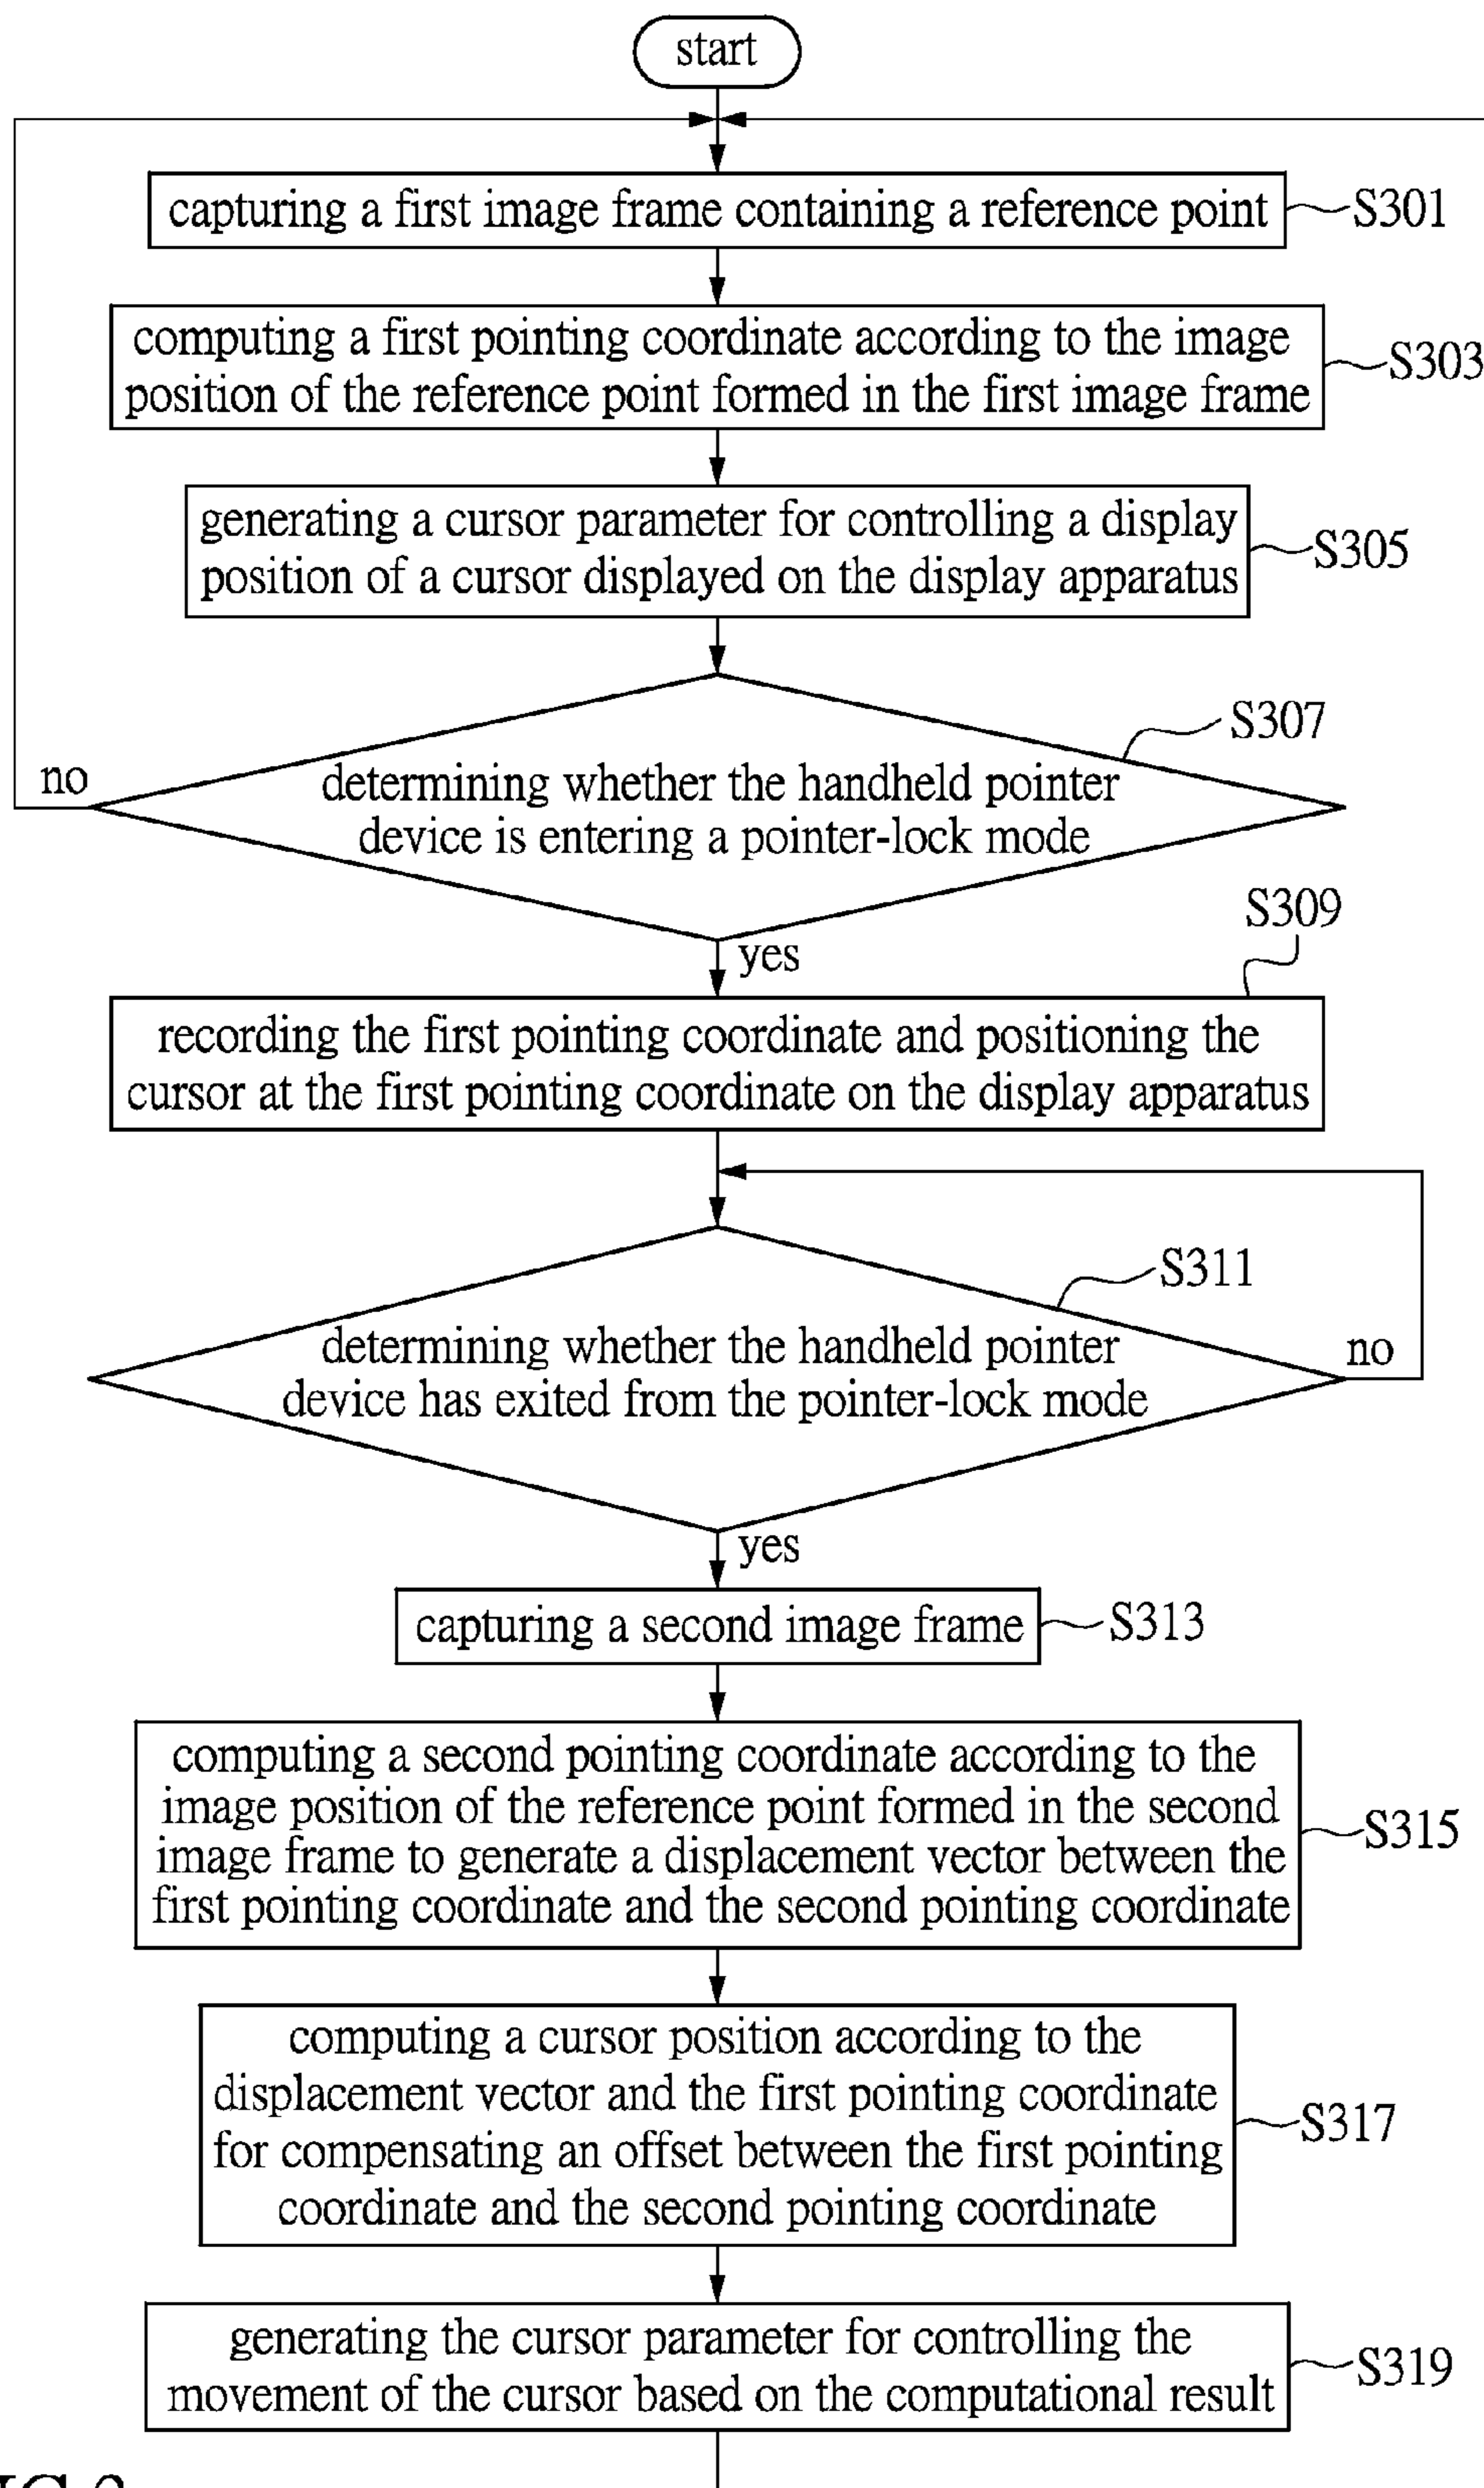 start
capturing a first image frame containing a reference point
S301
computing a first pointing coordinate according to the image
position of the reference point formed in the first image frame
S303
generating a cursor parameter for controlling a display
position of a cursor displayed on the display apparatus
S305
S307
no
determining whether the handheld pointer
device is entering a pointer-lock mode
yes
S309
recording the first pointing coordinate and positioning the
cursor at the first pointing coordinate on the display apparatus
S311
determining whether the handheld pointer
device has exited from the pointer-lock mode
no
yes
capturing a second image frame
S313
computing a second pointing coordinate according to the
image position of the reference point formed in the second
image frame to generate a displacement vector between the
first pointing coordinate and the second pointing coordinate
S315
computing a cursor position according to the
displacement vector and the first pointing coordinate
for compensating an offset between the first pointing
coordinate and the second pointing coordinate
S317
generating the cursor parameter for controlling the
movement of the cursor based on the computational result
S319